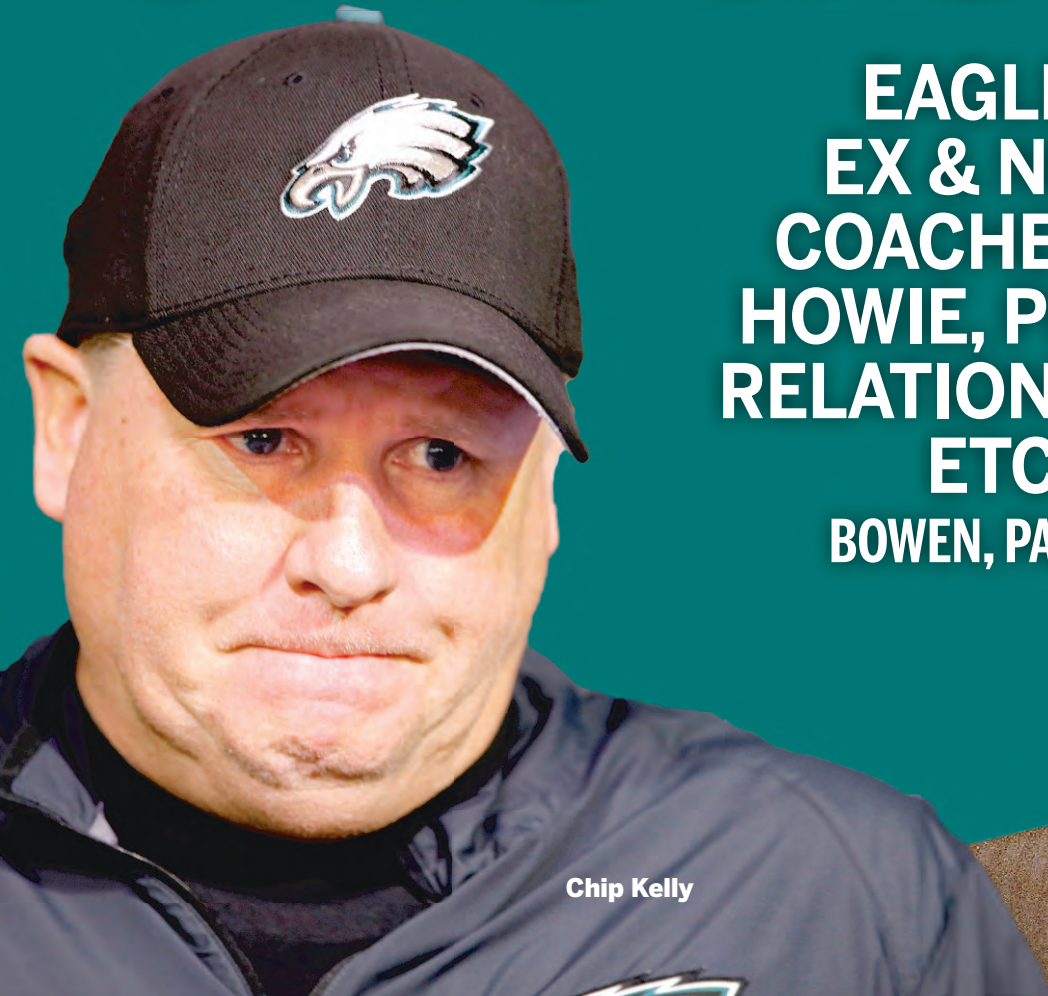 EAGL
EX & N
COACHE
HOWIE, P
RELATION
ETC
BOWEN, PA
Chip Kelly